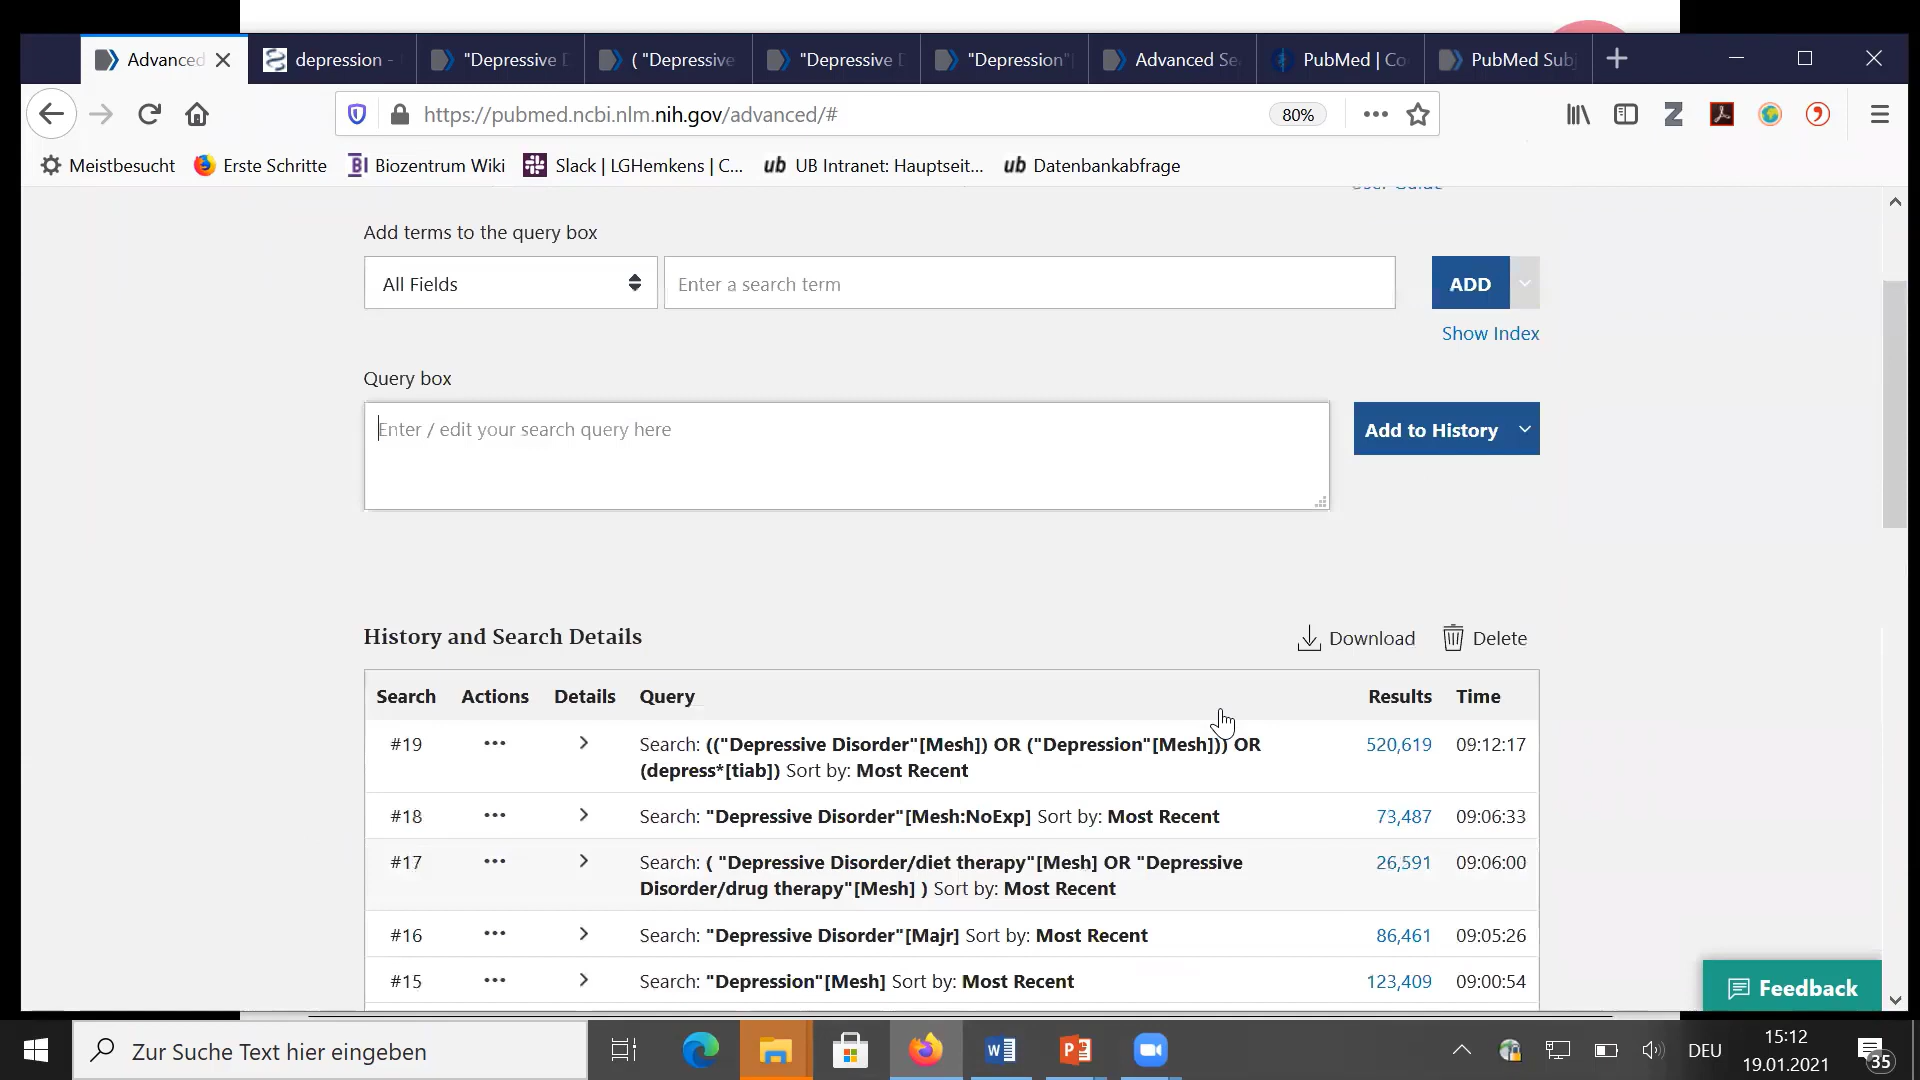 Advanced
depression -
"Depressive D
( "Depressive
"Depressive D
"Depression"
Advanced Se
PubMed | Co
PubMed Subj
https://pubmed.ncbi.nlm.nih.gov/advanced/#
80%
Meistbesucht
Erste Schritte
Biozentrum Wiki
Slack | LGHemkens | C...
UB Intranet: Hauptseit...
Datenbankabfrage
User Guide
Add terms to the query box
All Fields
Enter a search term
ADD
Show Index
Query box
Enter / edit your search query here
Add to History
History and Search Details
Download
Delete
Search Actions Details Query Results Time
#19 ... Search: (("Depressive Disorder"[Mesh]) OR ("Depression"[Mesh])) OR 520,619 09:12:17
(depress*[tiab]) Sort by: Most Recent
#18 ... Search: "Depressive Disorder"[Mesh:NoExp] Sort by: Most Recent 73,487 09:06:33
#17 ... Search: ( "Depressive Disorder/diet therapy"[Mesh] OR "Depressive 26,591 09:06:00
Disorder/drug therapy"[Mesh] ) Sort by: Most Recent
#16 ... Search: "Depressive Disorder"[Majr] Sort by: Most Recent 86,461 09:05:26
#15 ... Search: "Depression"[Mesh] Sort by: Most Recent 123,409 09:00:54
Feedback
Zur Suche Text hier eingeben
DEU
15:12
19.01.2021
35